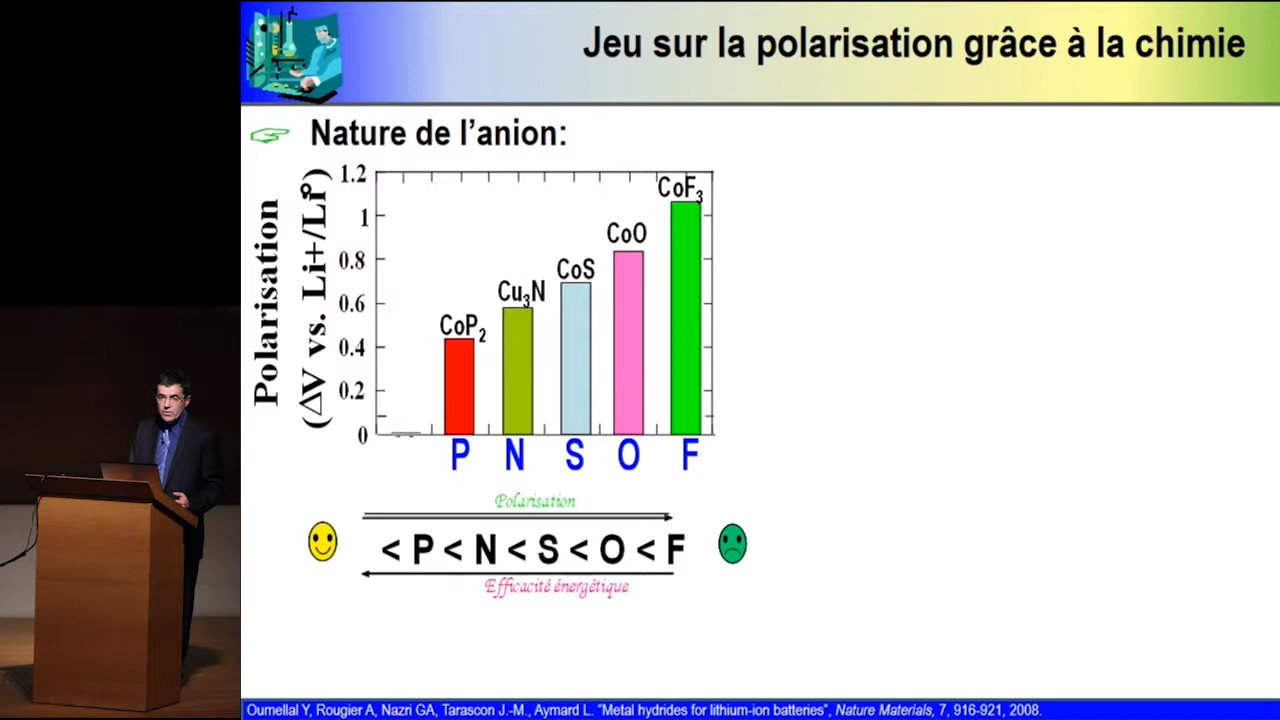 Jeu sur la polarisation grâce à la chimie
Nature de l'anion:
Polarisation
(ΔV vs. Li+/Li°)
1.2
1
0.8
0.6
0.4
0.2
0
CoP2
Cu3N
CoS
CoO
CoF3
P N S O F
Polarisation
< P < N < S < O < F
Efficacité énergétique
Oumellal Y, Rougier A, Nazri GA, Tarascon J.-M., Aymard L. "Metal hydrides for lithium-ion batteries", Nature Materials, 7, 916-921, 2008.